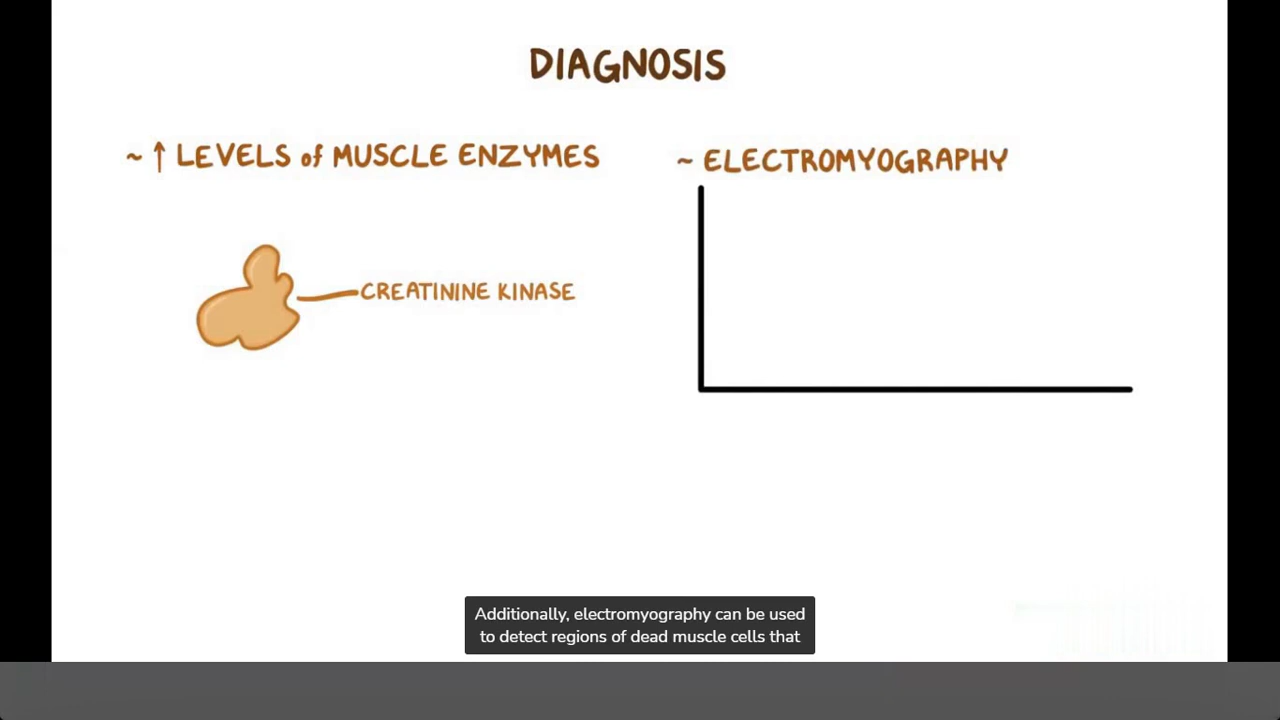 DIAGNOSIS
~ ↑ LEVELS of MUSCLE ENZYMES
~ ELECTROMYOGRAPHY
CREATININE KINASE
Additionally, electromyography can be used
to detect regions of dead muscle cells that